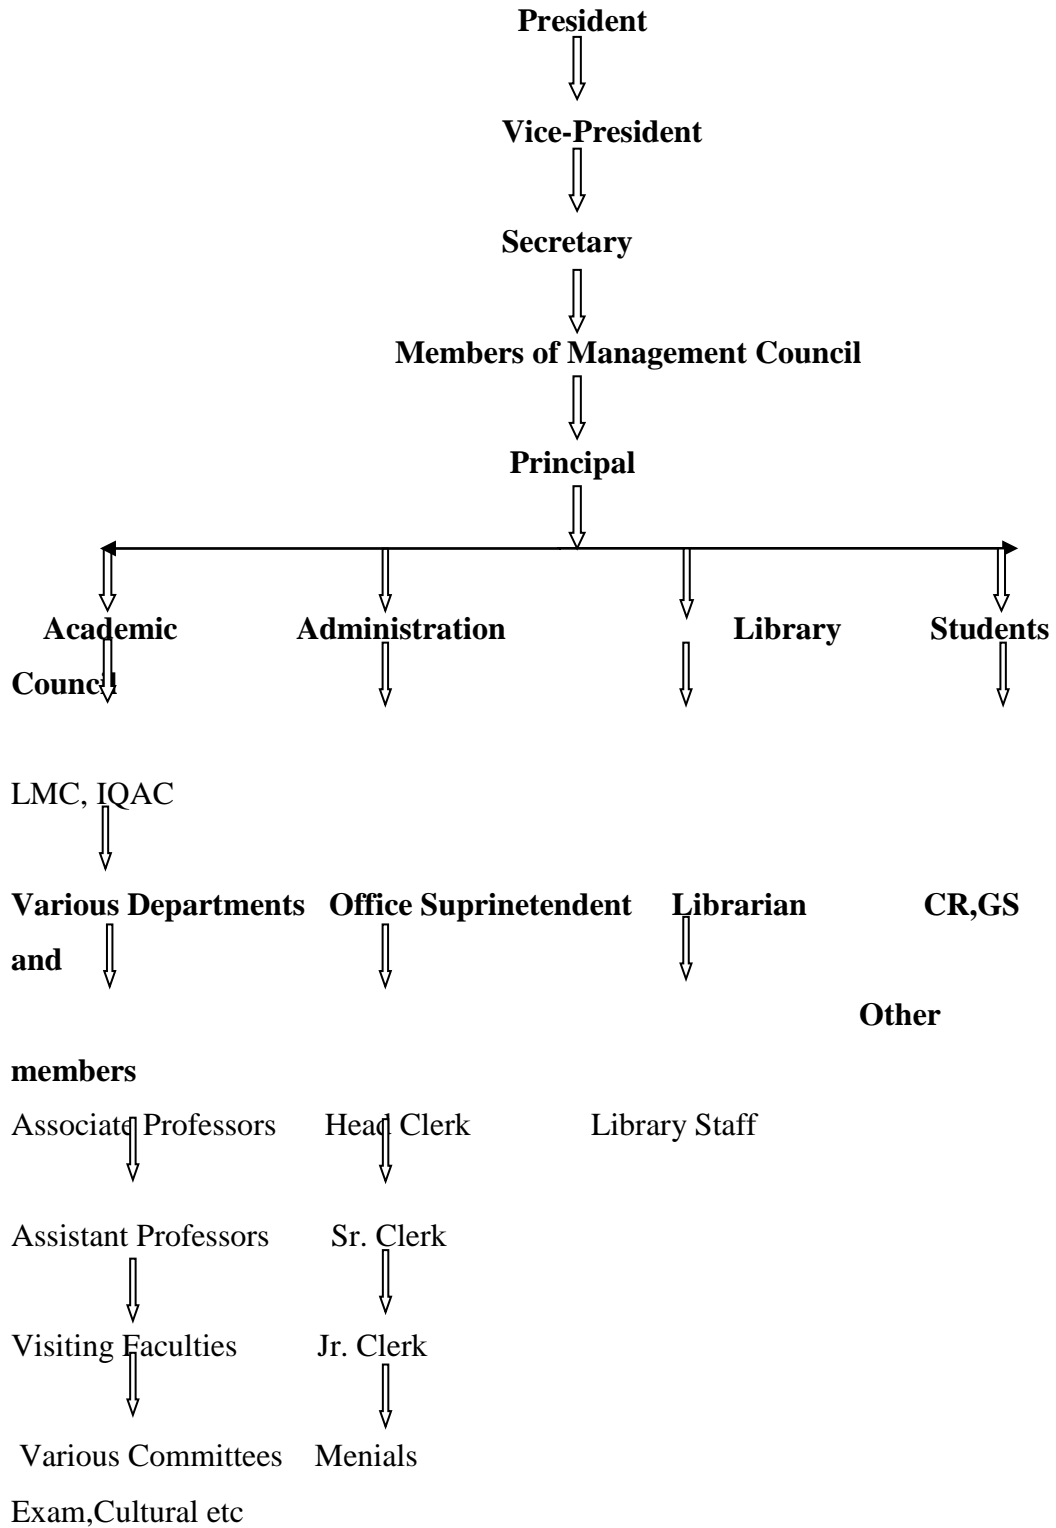 President
Vice-President
Secretary
Members of Management Council
Principal
Academic Administration Library Students
Council
LMC, IQAC
Various Departments Office Suprinetendent Librarian CR,GS
and
Other
members
Associate Professors Head Clerk Library Staff
Assistant Professors Sr. Clerk
Visiting Faculties Jr. Clerk
Various Committees Menials
Exam,Cultural etc